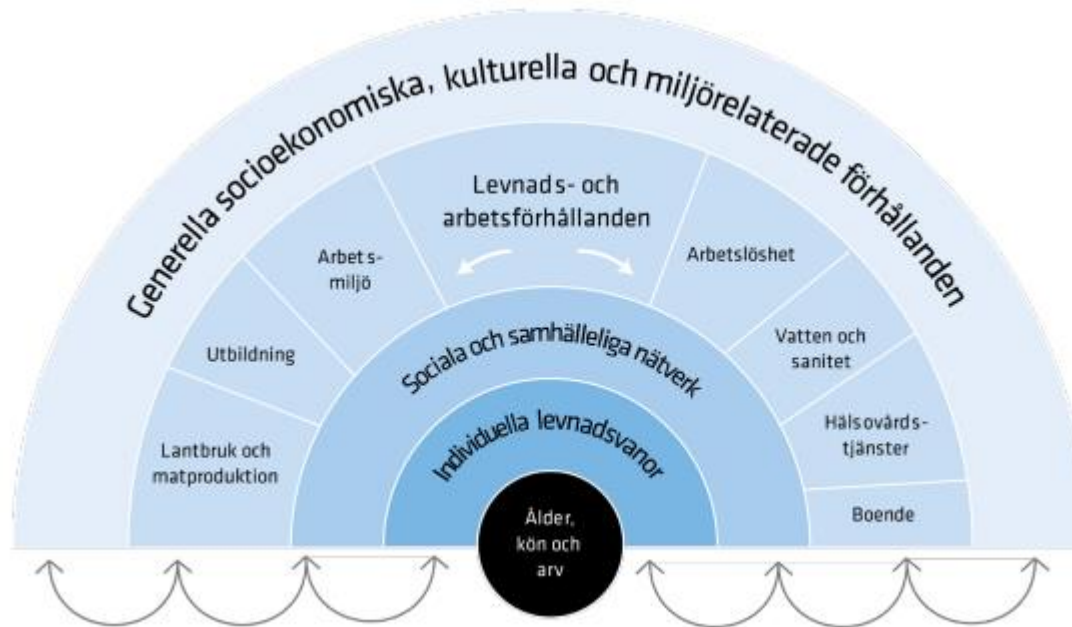 Generella socioekonomiska, kulturella och miljörelaterade förhållanden
Levnads- och
arbetsförhållanden
Arbets-
miljö
Arbetslöshet
Utbildning
Vatten och
sanitet
Lantbruk och
matproduktion
Hälsovårds-
tjänster
Boende
Sociala och samhälleliga nätverk
Individuella levnadsvanor
Ålder,
kön och
arv